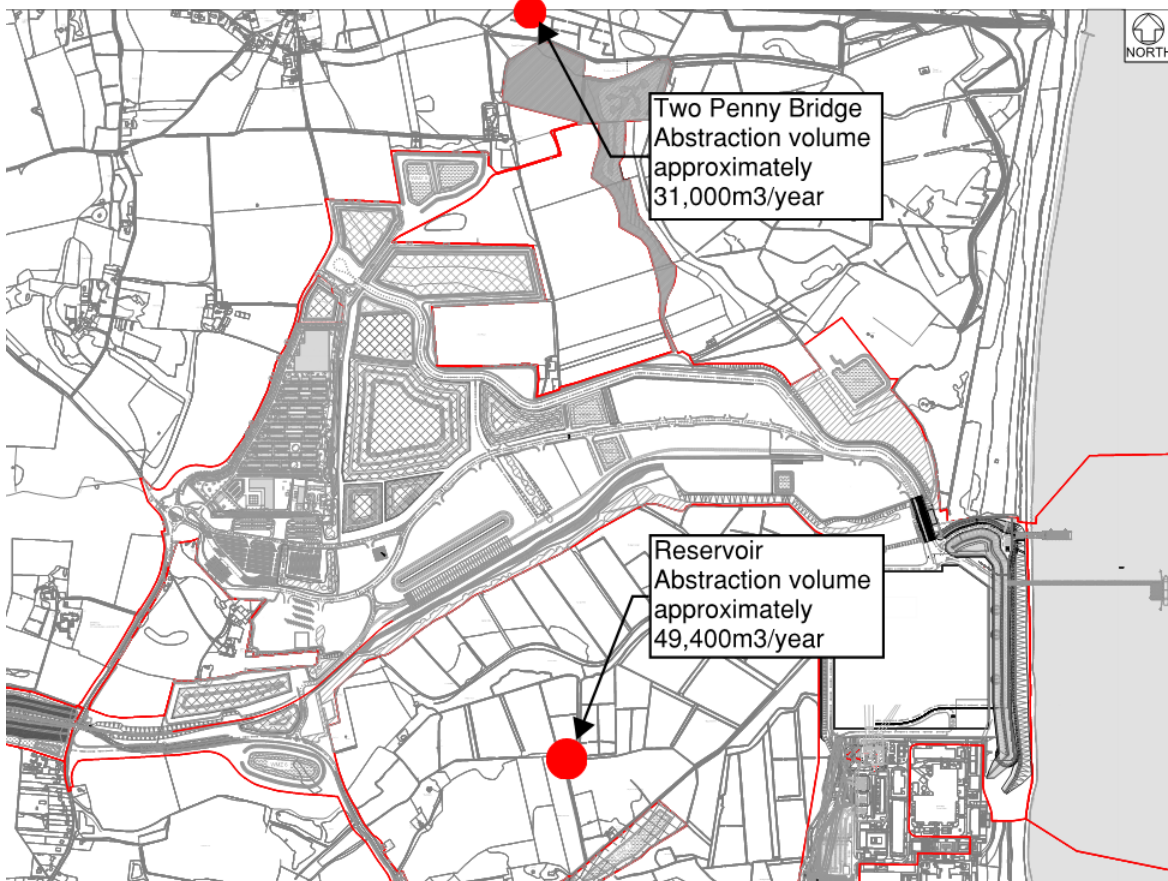 NORTH
Two Penny Bridge
Abstraction volume
approximately
31,000m3/year
Reservoir
Abstraction volume
approximately
49,400m3/year